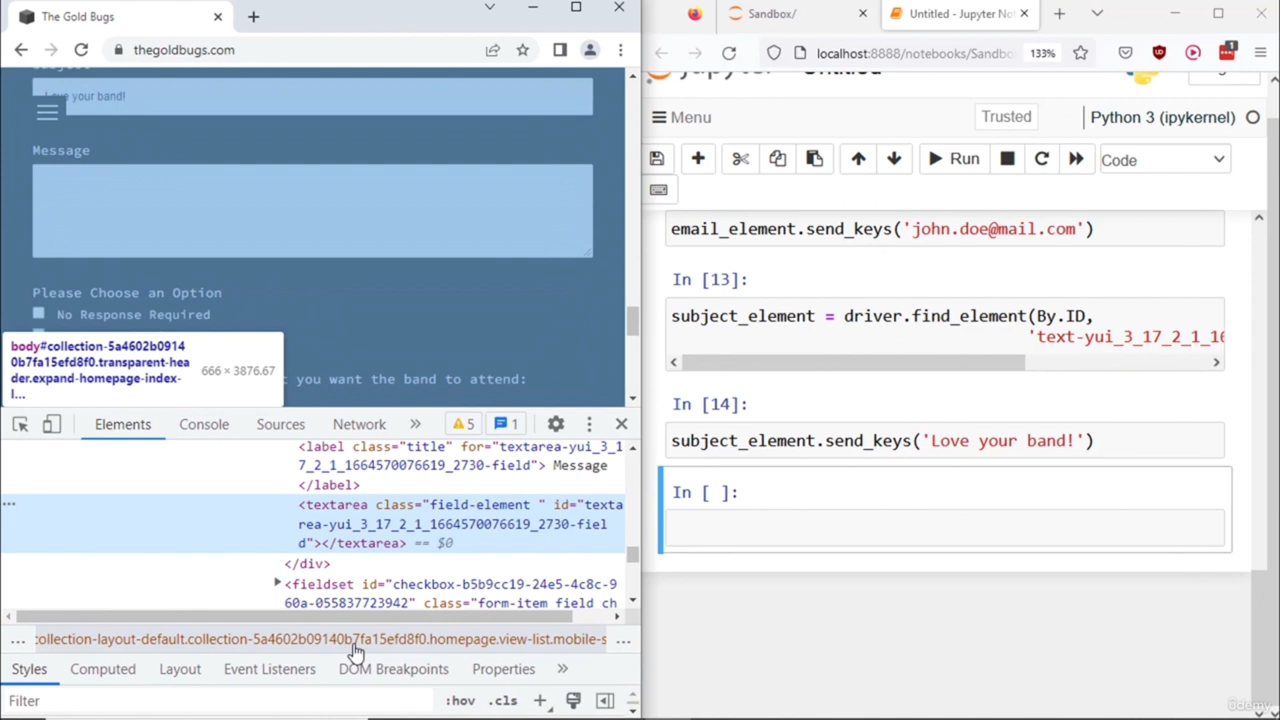 The Gold Bugs
thegoldbugs.com
Love your band!
Message
Please Choose an Option
No Response Required
body#collection-5a4602b0914
0b7fa15efd8f0.transparent-hea
der.expand-homepage-index-
l...
666 × 3876.67
t you want the band to attend:
Elements
Console
Sources
Network
5
1
<label class="title" for="textarea-yui_3_1
7_2_1_1664570076619_2730-field"> Message
</label>
<textarea class="field-element " id="texta
rea-yui_3_17_2_1_1664570076619_2730-fiel
d"></textarea> == $0
</div>
<fieldset id="checkbox-b5b9cc19-24e5-4c8c-9
60a-055837723942" class="form-item field ch
... collection-layout-default.collection-5a4602b09140b7fa15efd8f0.homepage.view-list.mobile-s ...
Styles
Computed
Layout
Event Listeners
DOM Breakpoints
Properties
Filter
:hov
.cls
Sandbox/
Untitled - Jupyter Not
localhost:8888/notebooks/Sandbo
133%
1
Menu
Trusted
Python 3 (ipykernel)
Run
Code
email_element.send_keys('john.doe@mail.com')
In [13]:
subject_element = driver.find_element(By.ID,
'text-yui_3_17_2_1_16
In [14]:
subject_element.send_keys('Love your band!')
In [ ]: